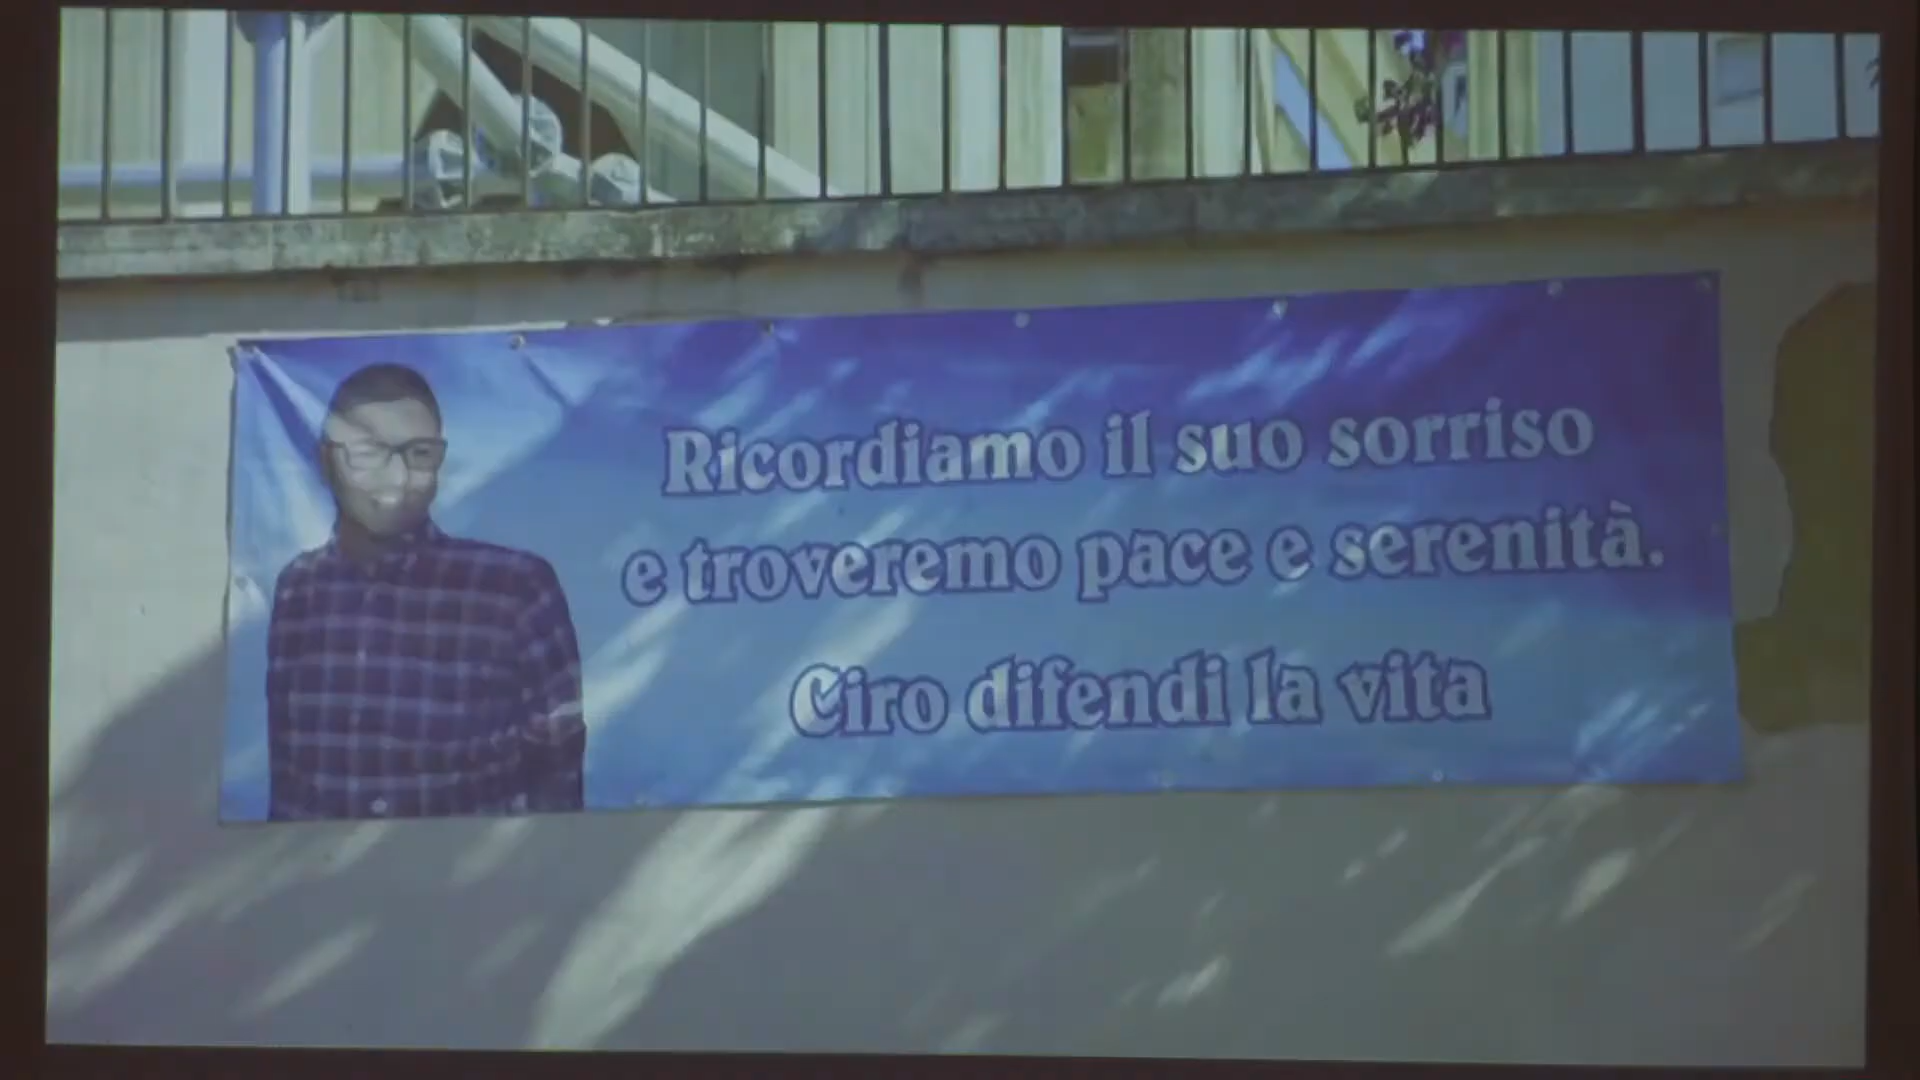 Ricordiamo il suo sorriso
e troveremo pace e serenità.
Ciro difendi la vita